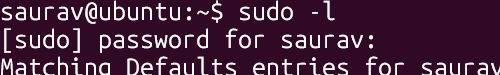 saurav@ubuntu:~$ sudo -l
[sudo] password for saurav:
Matching Defaults entries for saurav